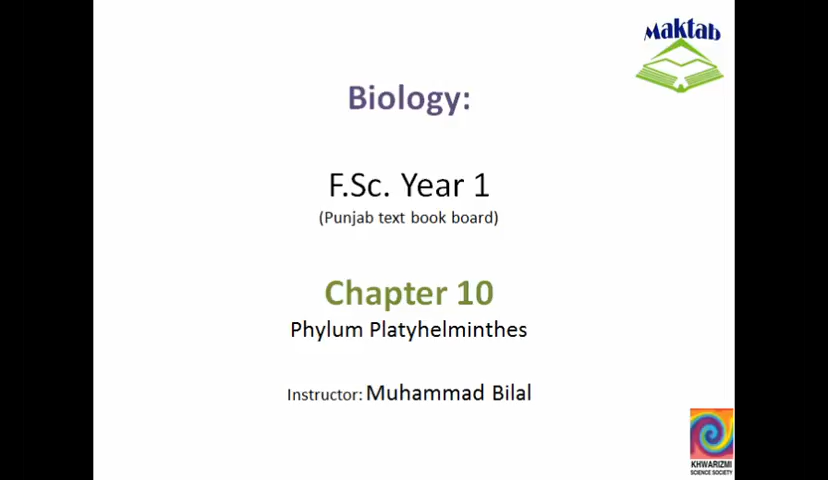 Maktab
Biology:
F.Sc. Year 1
(Punjab text book board)
Chapter 10
Phylum Platyhelminthes
Instructor: Muhammad Bilal
KHWARIZMI
SCIENCE SOCIETY